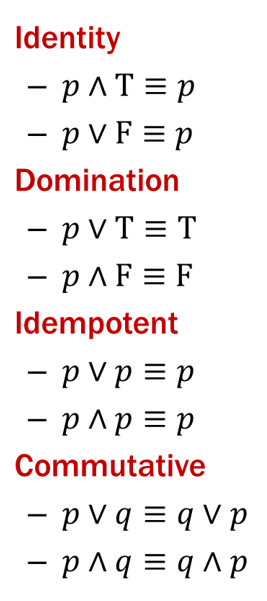 Identity
– p ∧ T ≡ p
– p ∨ F ≡ p
Domination
– p ∨ T ≡ T
– p ∧ F ≡ F
Idempotent
– p ∨ p ≡ p
– p ∧ p ≡ p
Commutative
– p ∨ q ≡ q ∨ p
– p ∧ q ≡ q ∧ p